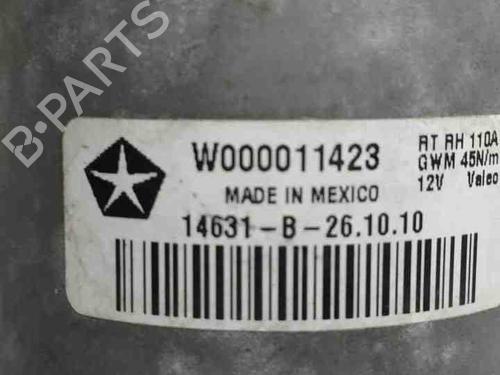 B-PARTS
W000011423
MADE IN MEXICO
14631-B-26.10.10
RT RH 110A
GWM 45N/m
12V Valeo